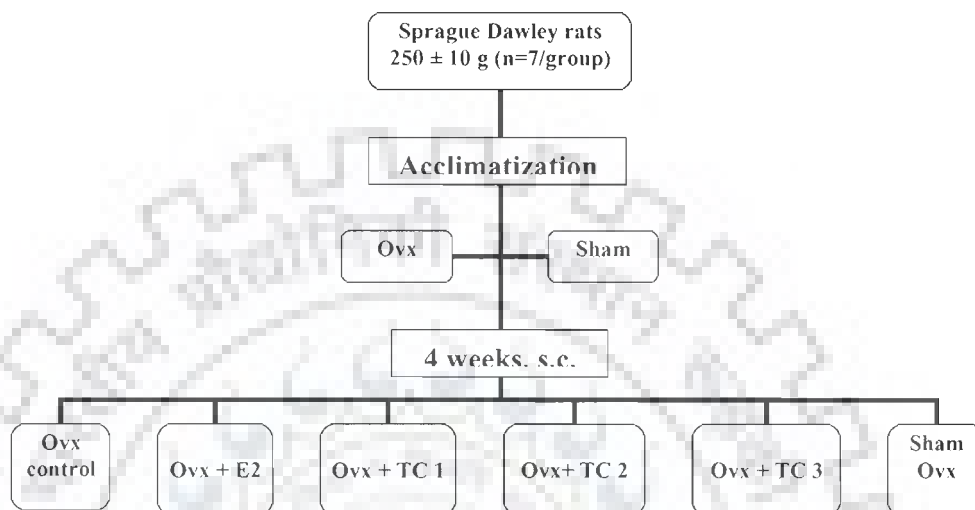 Sprague Dawley rats
250 ± 10 g (n=7/group)
Acclimatization
Ovx
Sham
4 weeks. s.c.
Ovx
control
Ovx + E2
Ovx + TC 1
Ovx+ TC 2
Ovx + TC 3
Sham
Ovx